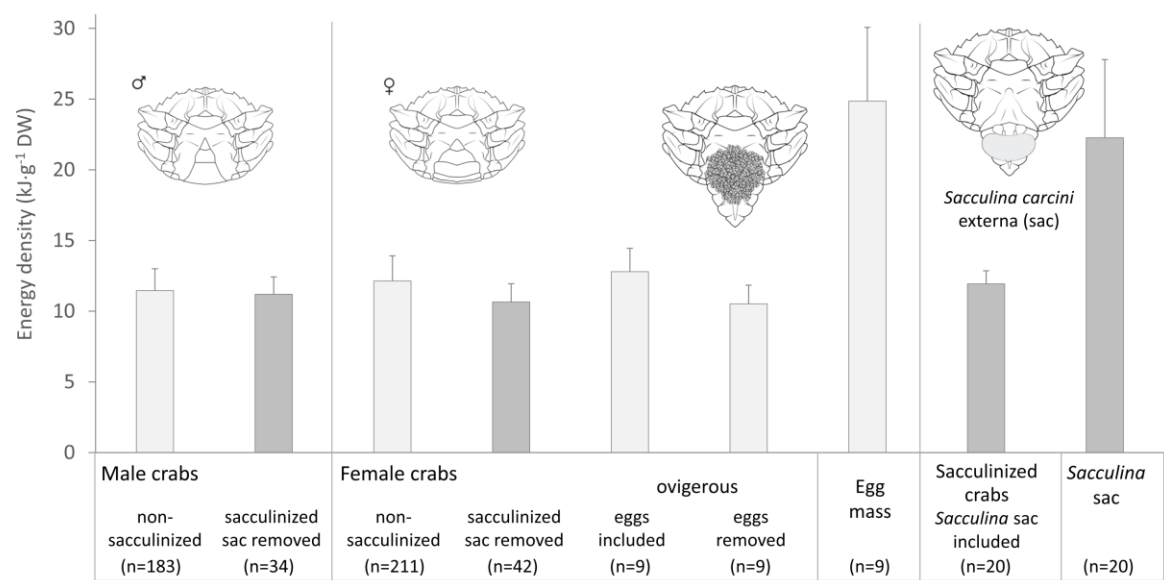 Energy density (kJ·g⁻¹ DW)
30
25
20
15
10
5
0
♂
♀
Sacculina carcini
externa (sac)
Male crabs
non-
sacculinized
(n=183)
sacculinized
sac removed
(n=34)
Female crabs
non-
sacculinized
(n=211)
sacculinized
sac removed
(n=42)
ovigerous
eggs
included
(n=9)
eggs
removed
(n=9)
Egg
mass
(n=9)
Sacculinized
crabs
Sacculina sac
included
(n=20)
Sacculina
sac
(n=20)